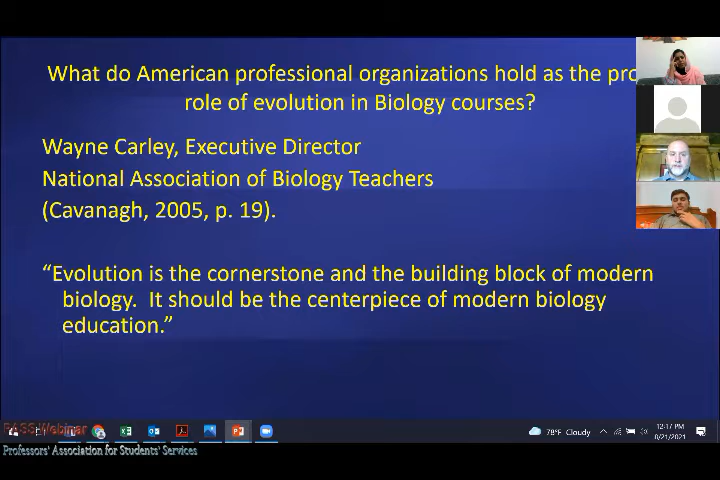 What do American professional organizations hold as the pro
role of evolution in Biology courses?
Wayne Carley, Executive Director
National Association of Biology Teachers
(Cavanagh, 2005, p. 19).
“Evolution is the cornerstone and the building block of modern
biology. It should be the centerpiece of modern biology
education.”
PASS Webinar
78°F Cloudy
12:17 PM
8/21/2021
Professors' Association for Students' Services